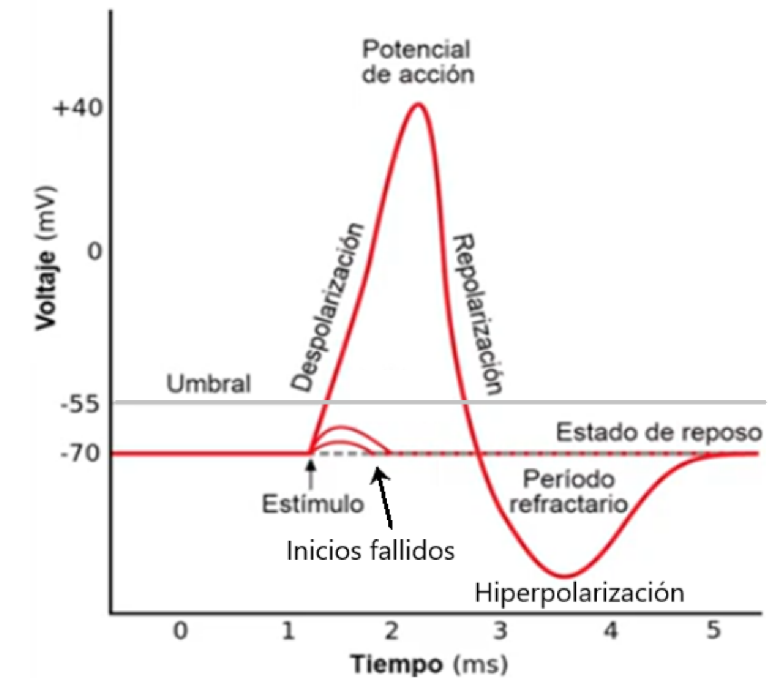 Potencial
de acción
+40
Voltaje (mV)
0
Despolarización
Repolarización
Umbral
-55
Estado de reposo
-70
Período
refractario
Estímulo
Inicios fallidos
Hiperpolarización
0 1 2 3 4 5
Tiempo (ms)